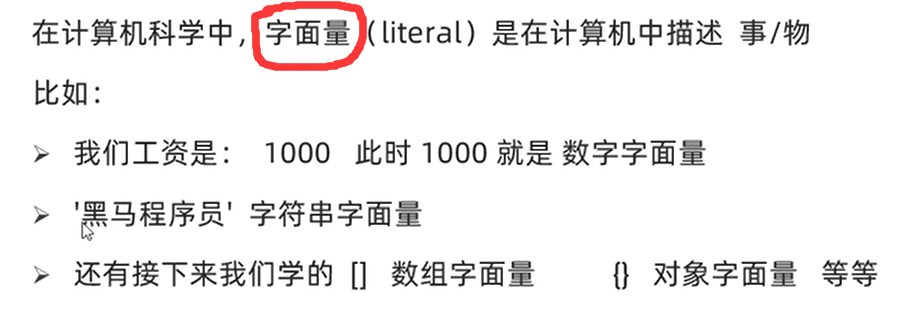 在计算机科学中，字面量（literal）是在计算机中描述 事/物
比如：
➢ 我们工资是： 1000 此时 1000 就是 数字字面量
➢ '黑马程序员' 字符串字面量
➢ 还有接下来我们学的 [] 数组字面量 {} 对象字面量 等等